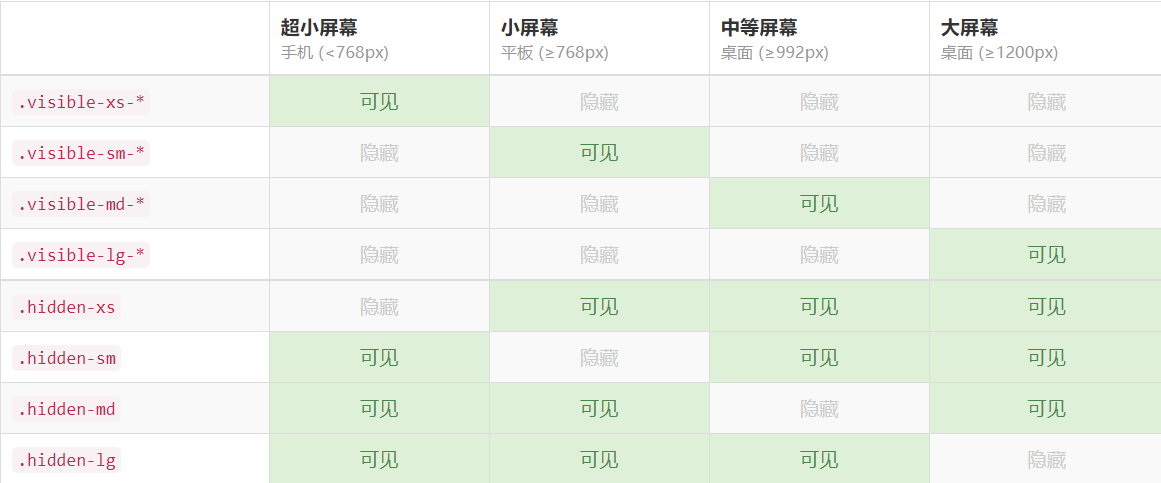 超小屏幕 小屏幕 中等屏幕 大屏幕
手机 (<768px) 平板 (≥768px) 桌面 (≥992px) 桌面 (≥1200px)
.visible-xs-* 可见 隐藏 隐藏 隐藏
.visible-sm-* 隐藏 可见 隐藏 隐藏
.visible-md-* 隐藏 隐藏 可见 隐藏
.visible-lg-* 隐藏 隐藏 隐藏 可见
.hidden-xs 隐藏 可见 可见 可见
.hidden-sm 可见 隐藏 可见 可见
.hidden-md 可见 可见 隐藏 可见
.hidden-lg 可见 可见 可见 隐藏